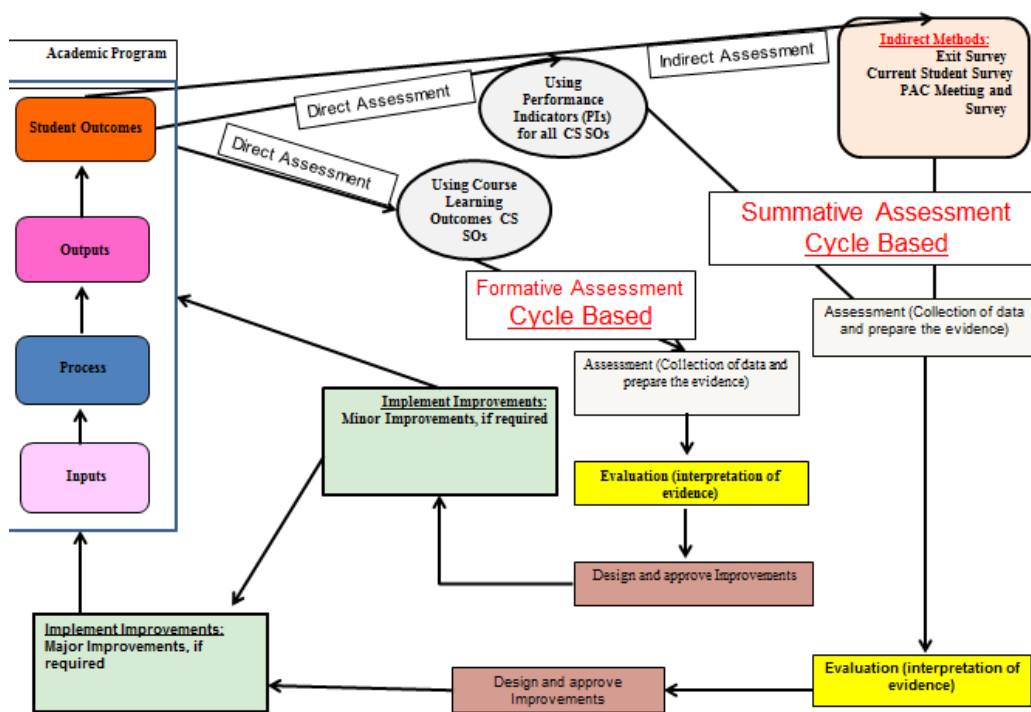 Academic Program
Student Outcomes
Outputs
Process
Inputs
Direct Assessment
Direct Assessment
Indirect Assessment
Using
Performance
Indicators (PIs)
for all CS SOs
Using Course
Learning
Outcomes CS
SOs
Indirect Methods:
Exit Survey
Current Student Survey
PAC Meeting and
Survey
Summative Assessment
Cycle Based
Formative Assessment
Cycle Based
Assessment (Collection of data
and prepare the evidence)
Assessment (Collection of data and
prepare the evidence)
Implement Improvements:
Minor Improvements, if required
Evaluation (interpretation of
evidence)
Design and approve Improvements
Implement Improvements:
Major Improvements, if
required
Design and approve
Improvements
Evaluation (interpretation of
evidence)